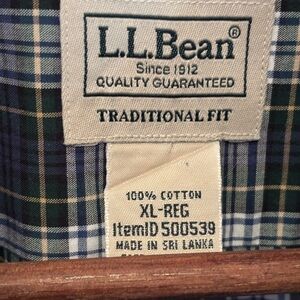 L.L.Bean®
Since 1912
QUALITY GUARANTEED
TRADITIONAL FIT
100% COTTON
XL-REG
ItemID 500539
MADE IN SRI LANKA